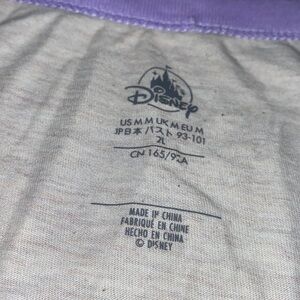 Disney
US M M UK M EU M
JP日本 バスト 93-101
2L
CN 165/92A
MADE IN CHINA
FABRIQUÉ EN CHINE
HECHO EN CHINA
© DISNEY